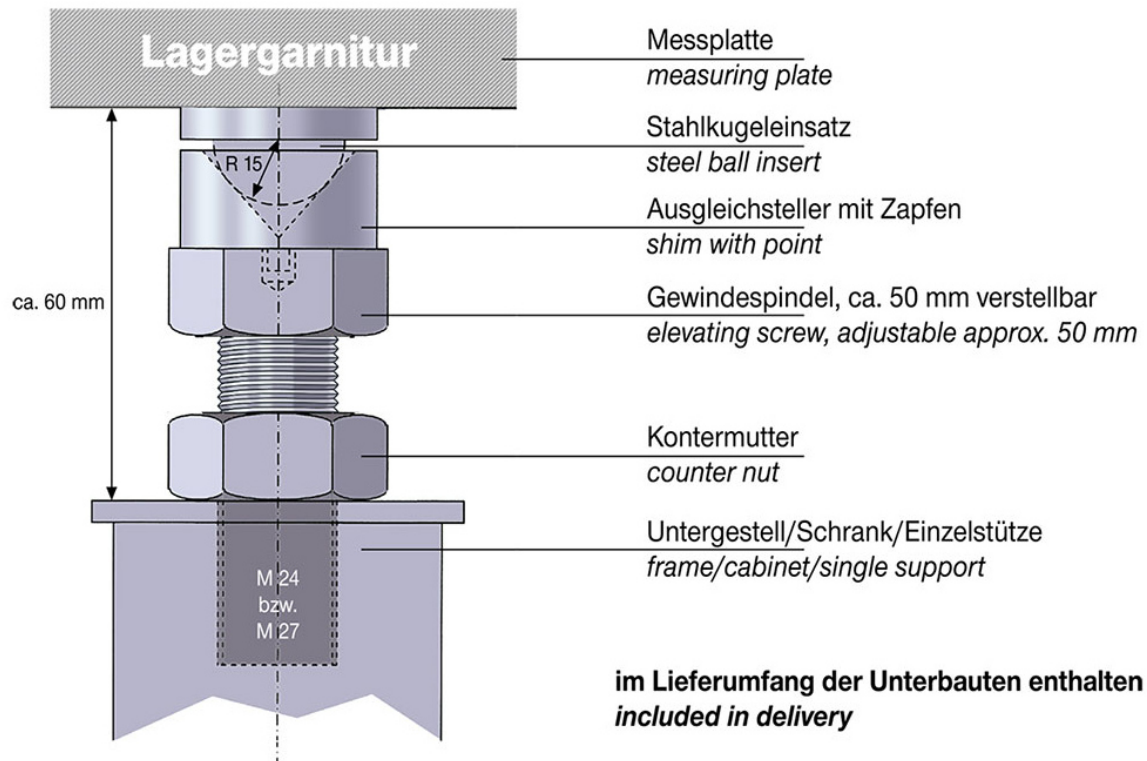 Lagergarnitur
Messplatte
measuring plate
Stahlkugeleinsatz
steel ball insert
R 15
Ausgleichsteller mit Zapfen
shim with point
ca. 60 mm
Gewindespindel, ca. 50 mm verstellbar
elevating screw, adjustable approx. 50 mm
Kontermutter
counter nut
Untergestell/Schrank/Einzelstütze
frame/cabinet/single support
M 24
bzw.
M 27
im Lieferumfang der Unterbauten enthalten
included in delivery